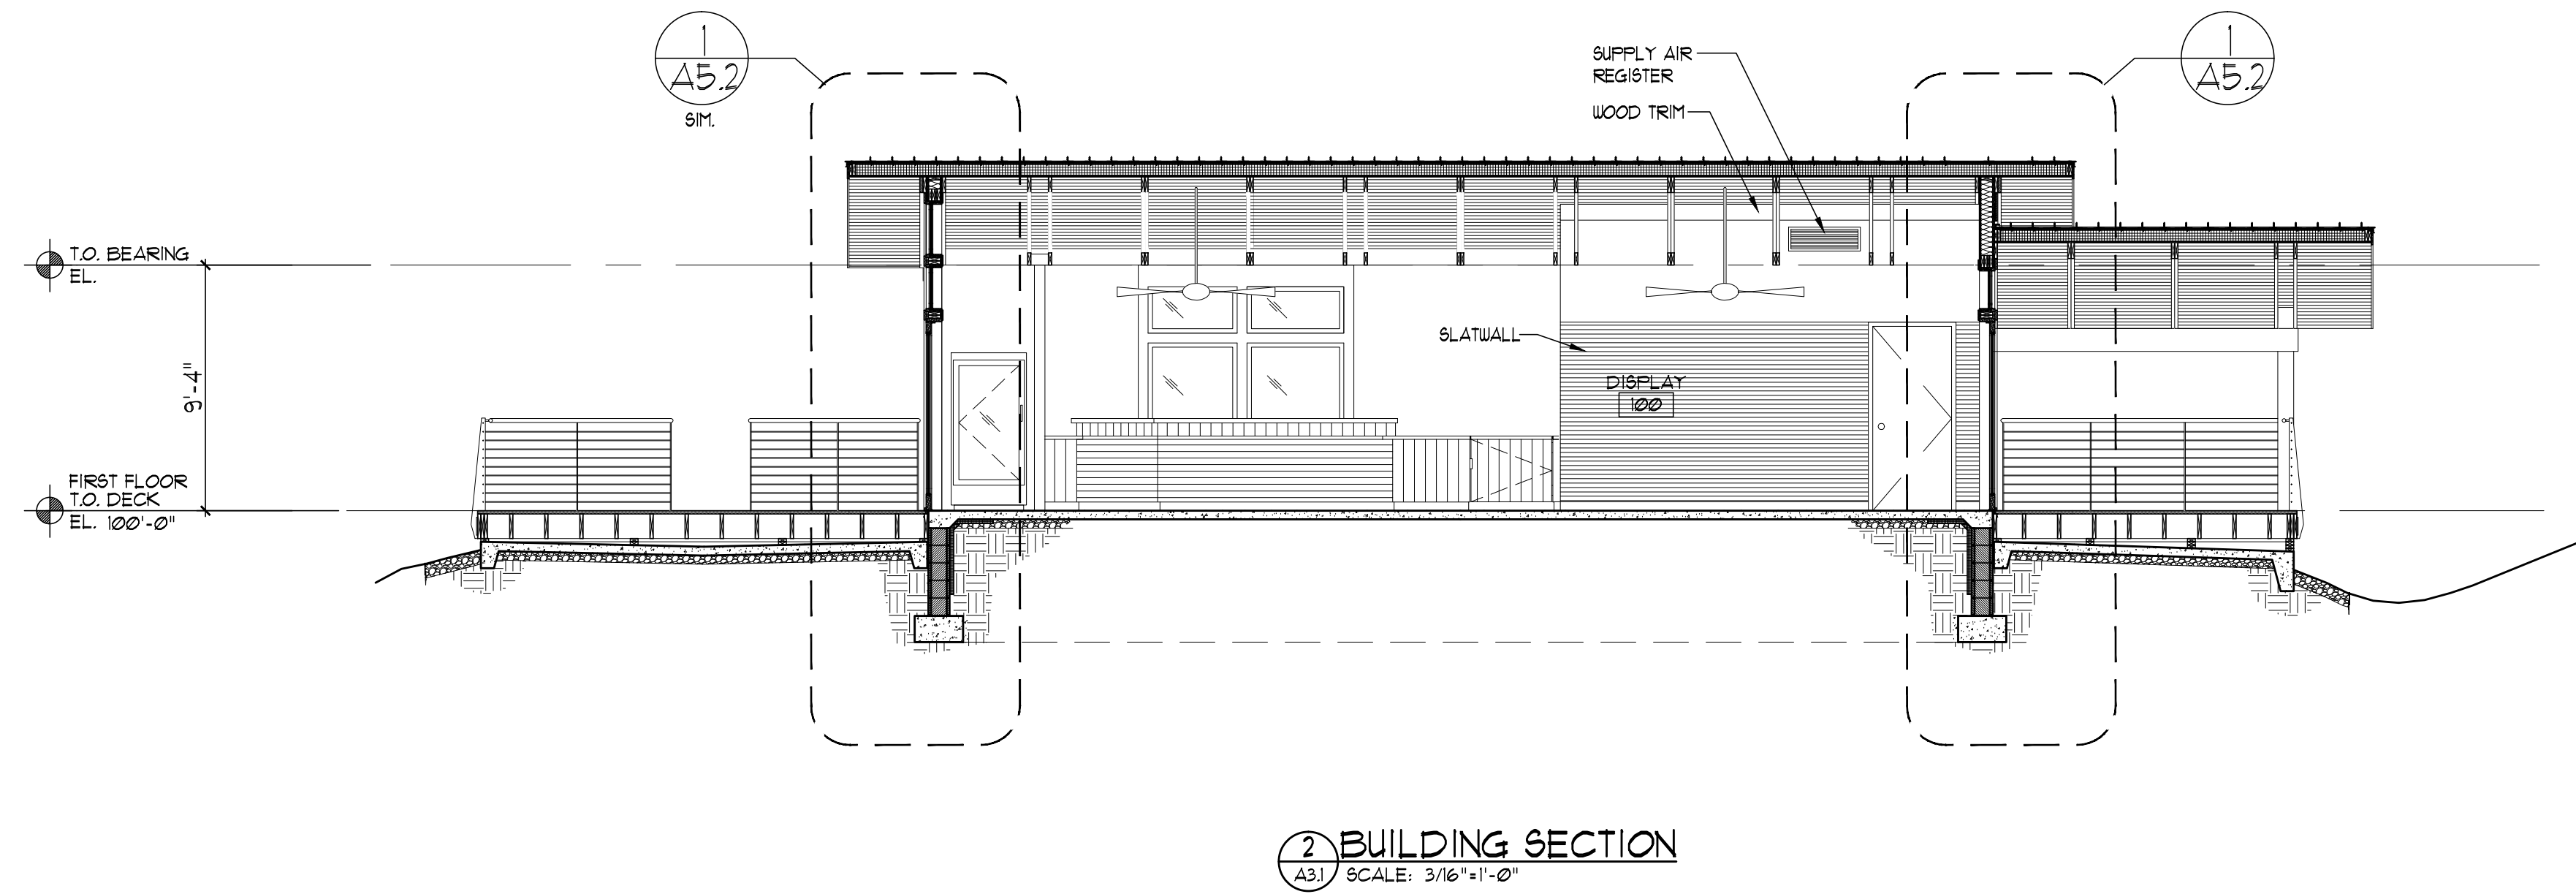 1
A5.2
SIM.
SUPPLY AIR
REGISTER
WOOD TRIM
1
A5.2
T.O. BEARING
EL.
9'-4"
SLATWALL
DISPLAY
100
FIRST FLOOR
T.O. DECK
EL. 100'-0"
2
A3.1
BUILDING SECTION
SCALE: 3/16"=1'-0"